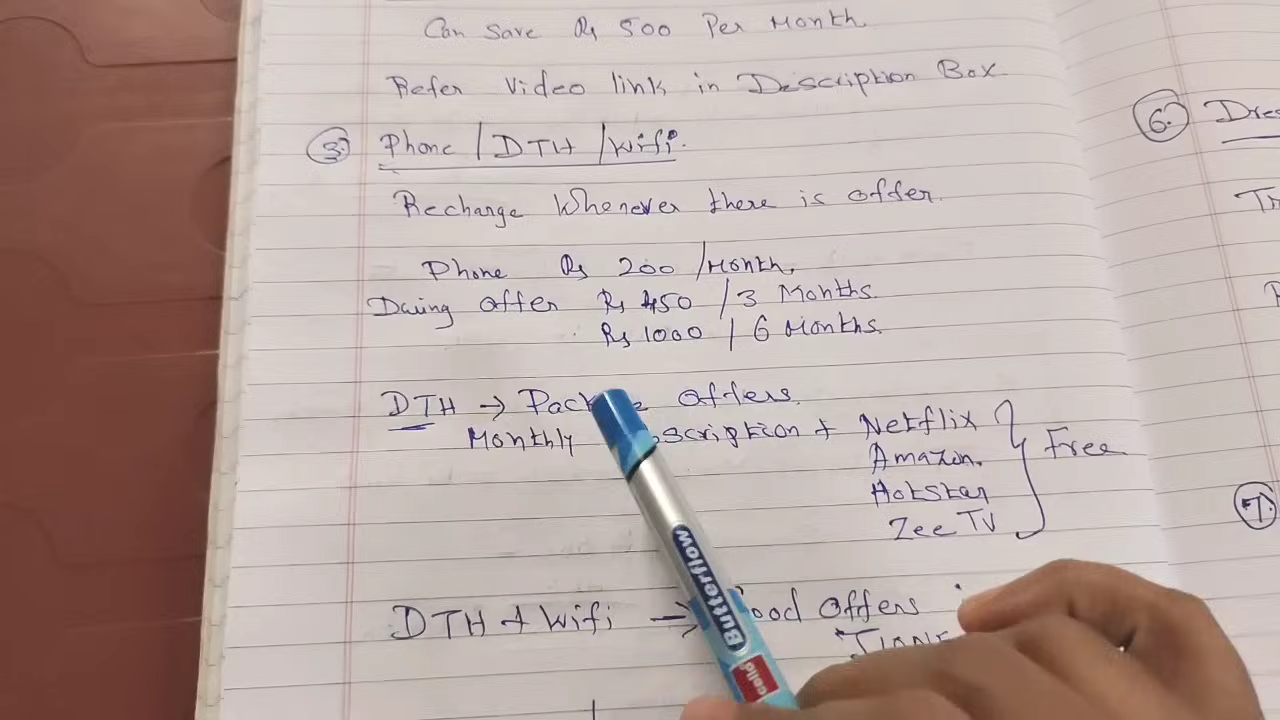 Can Save Rs 500 Per Month
Refer Video link in Description Box
3. Phone / DTH / Wifi.
Recharge Whenever there is offer.
Phone Rs 200 / Month.
During offer Rs 450 / 3 Months.
Rs 1000 / 6 Months.
DTH → Offers.
Monthly + Netflix
Amazon.
Hotstar
Zee TV
Free
DTH + Wifi → Offers
6.
7.
Butterflow
cello